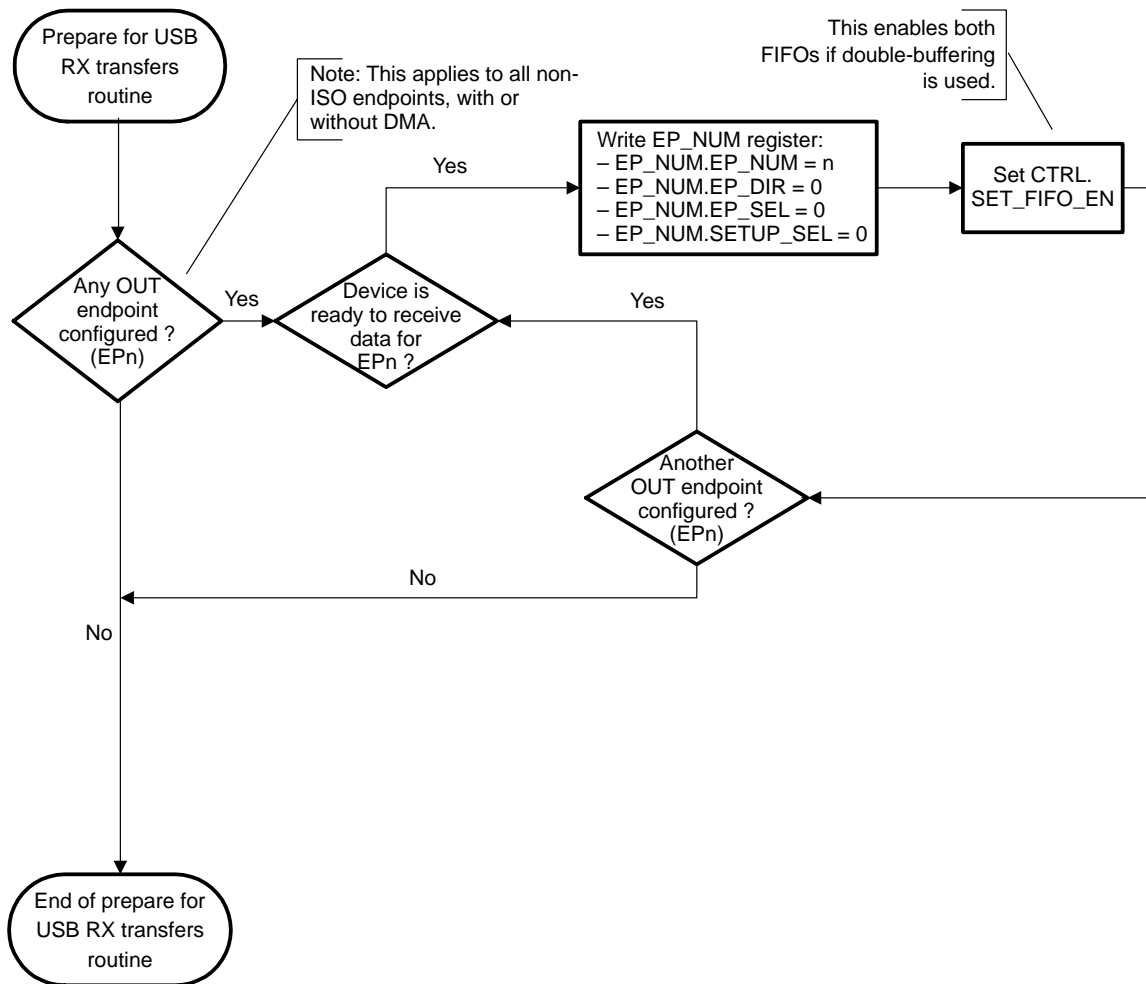 Prepare for USB
RX transfers
routine
Note: This applies to all non-
ISO endpoints, with or
without DMA.
This enables both
FIFOs if double-buffering
is used.
Yes
Write EP_NUM register:
– EP_NUM.EP_NUM = n
– EP_NUM.EP_DIR = 0
– EP_NUM.EP_SEL = 0
– EP_NUM.SETUP_SEL = 0
Set CTRL.
SET_FIFO_EN
Any OUT
endpoint
configured ?
(EPn)
Yes
Device is
ready to receive
data for
EPn ?
Yes
Another
OUT endpoint
configured ?
(EPn)
No
No
End of prepare for
USB RX transfers
routine